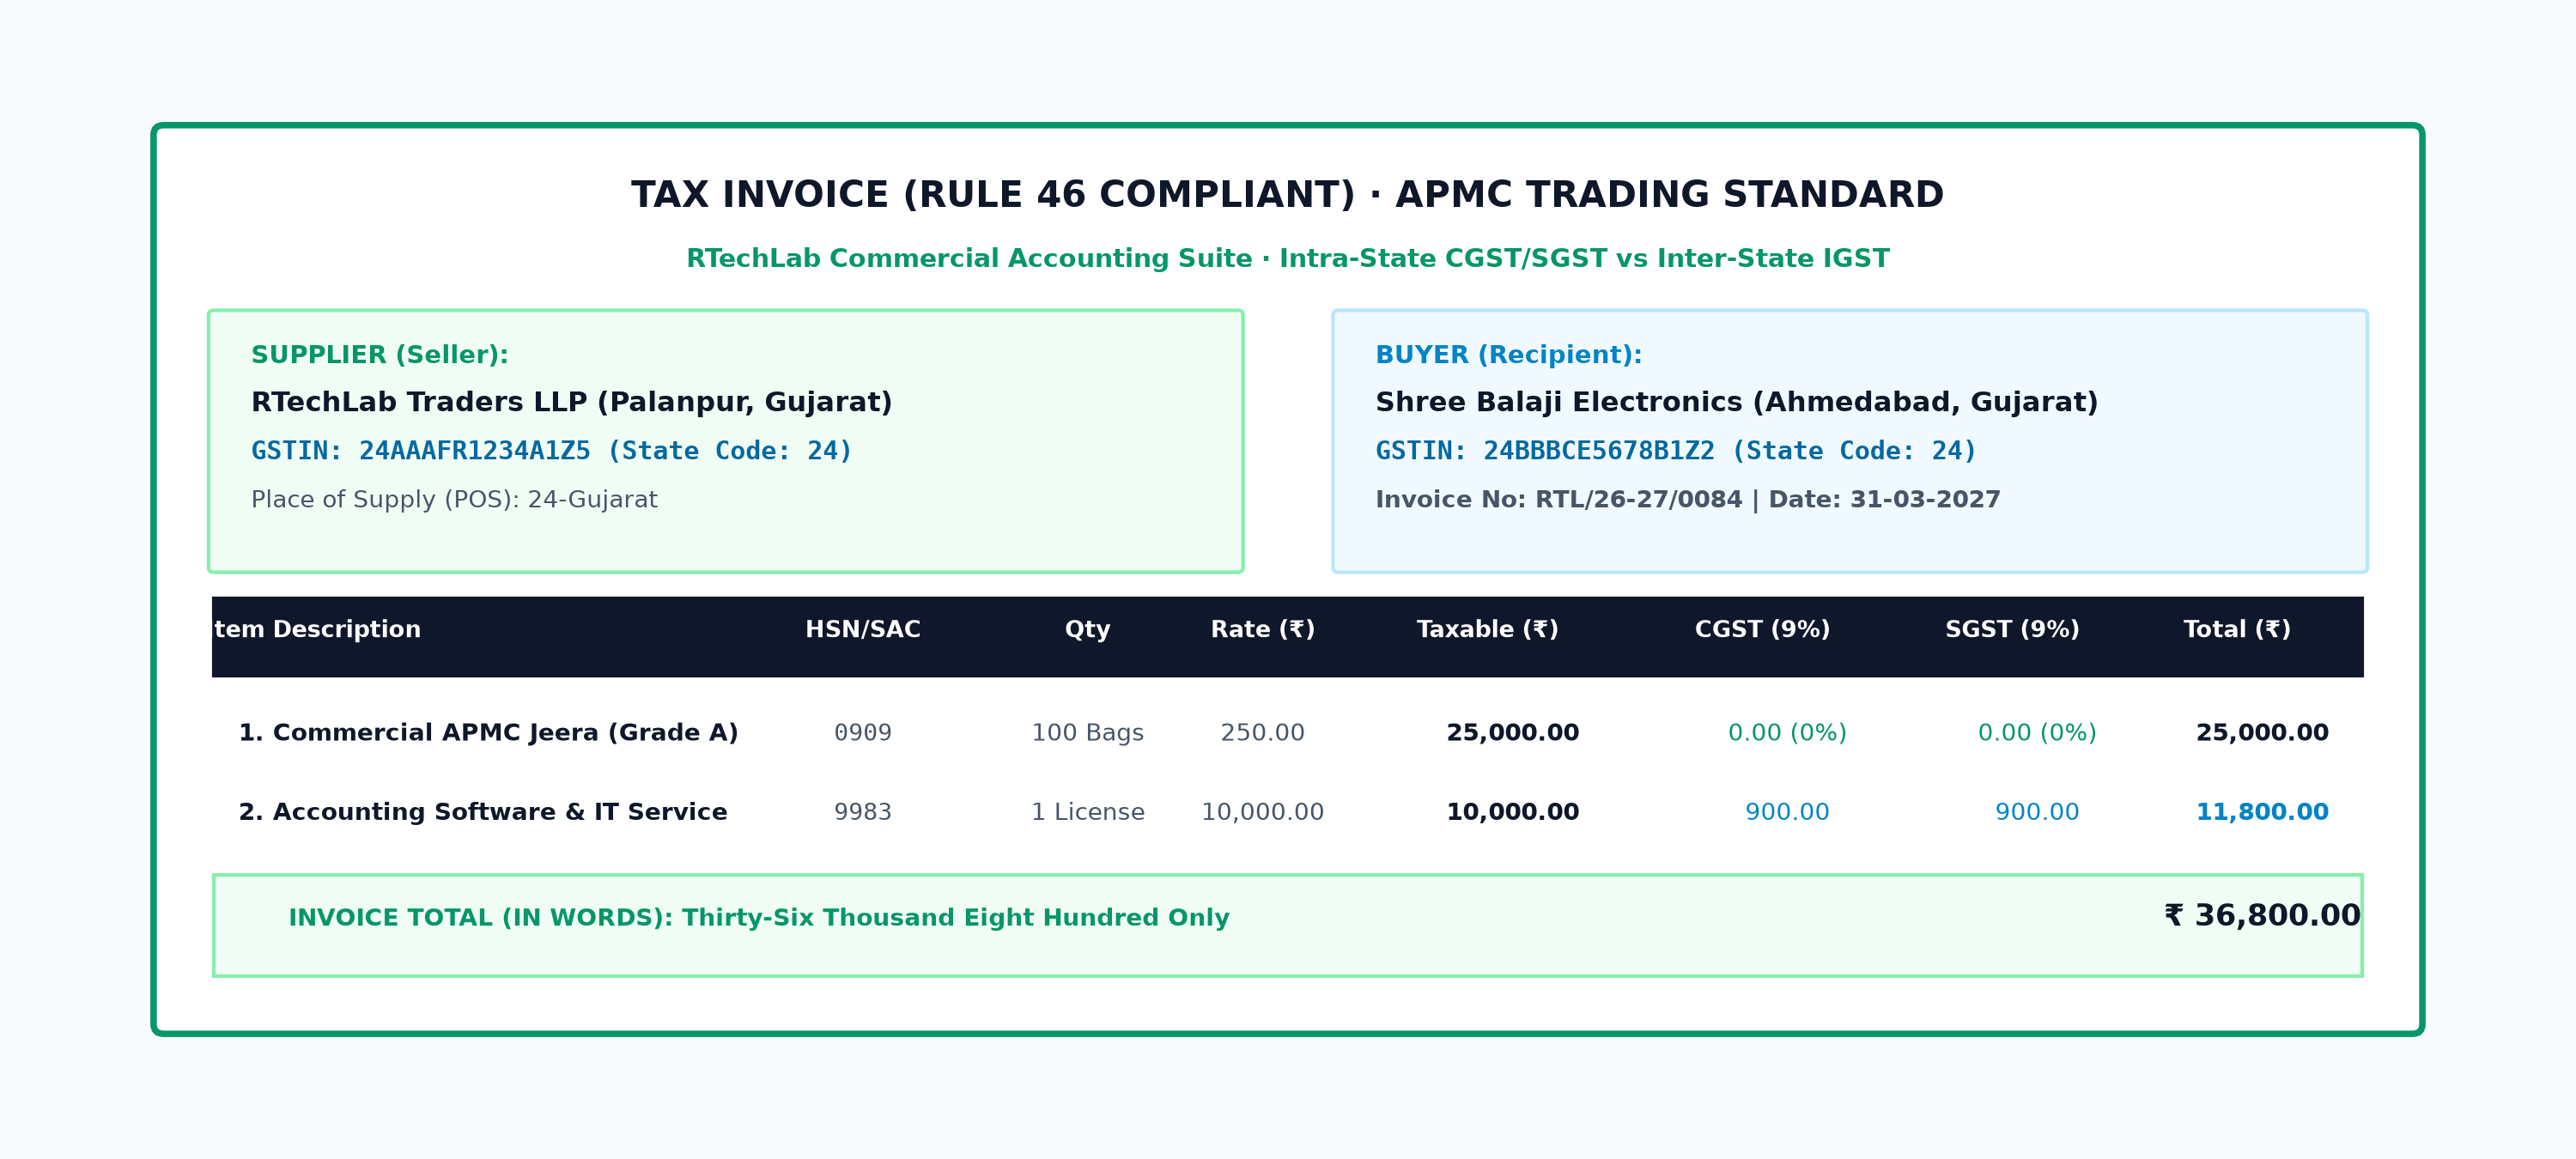 TAX INVOICE (RULE 46 COMPLIANT) · APMC TRADING STANDARD
RTechLab Commercial Accounting Suite · Intra-State CGST/SGST vs Inter-State IGST
SUPPLIER (Seller):
RTechLab Traders LLP (Palanpur, Gujarat)
GSTIN: 24AAAFR1234A1Z5 (State Code: 24)
Place of Supply (POS): 24-Gujarat
BUYER (Recipient):
Shree Balaji Electronics (Ahmedabad, Gujarat)
GSTIN: 24BBBCE5678B1Z2 (State Code: 24)
Invoice No: RTL/26-27/0084 | Date: 31-03-2027
tem Description HSN/SAC Qty Rate (₹) Taxable (₹) CGST (9%) SGST (9%) Total (₹)
1. Commercial APMC Jeera (Grade A) 0909 100 Bags 250.00 25,000.00 0.00 (0%) 0.00 (0%) 25,000.00
2. Accounting Software & IT Service 9983 1 License 10,000.00 10,000.00 900.00 900.00 11,800.00
INVOICE TOTAL (IN WORDS): Thirty-Six Thousand Eight Hundred Only ₹ 36,800.00